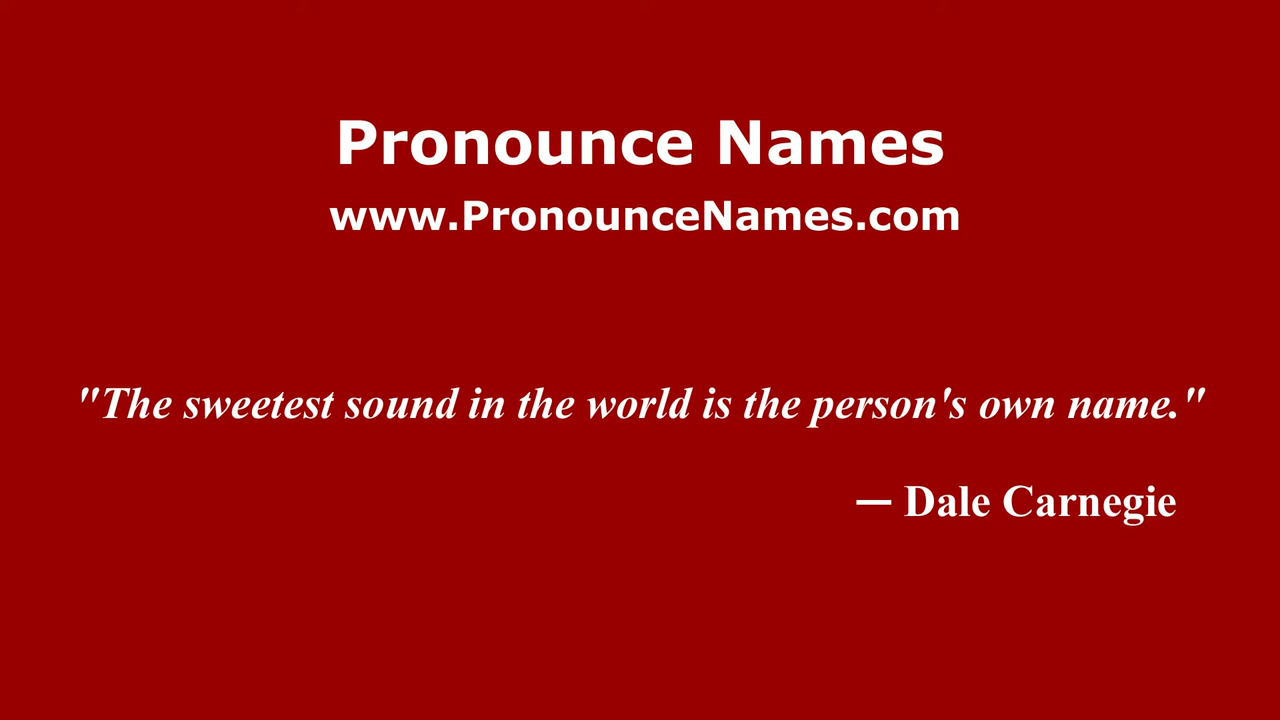 Pronounce Names
www.PronounceNames.com
"The sweetest sound in the world is the person's own name."
— Dale Carnegie